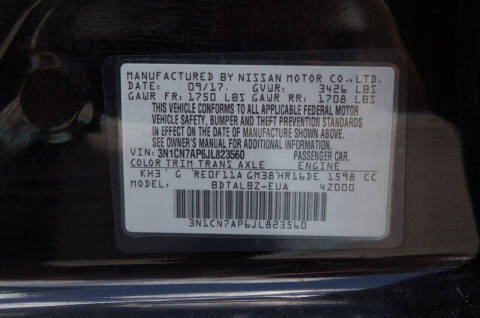 MANUFACTURED BY NISSAN MOTOR CO.,LTD.
DATE: 09/17. GVWR: 3426 LBS
GAWR FR: 1750 LBS GAWR RR: 1708 LBS
THIS VEHICLE CONFORMS TO ALL APPLICABLE FEDERAL MOTOR
VEHICLE SAFETY, BUMPER AND THEFT PREVENTION STANDARDS
IN EFFECT ON THE DATE OF MANUFACTURE SHOWN ABOVE.
SEE OWNER'S MANUAL FOR ADDITIONAL INFORMATION.
VIN: 3N1CN7AP6JL823560 PASSENGER CAR.
COLOR TRIM TRANS AXLE ENGINE
KH3 G RE0F11A GM38 HR16DE 1598 CC
MODEL: BDTALBZ-EUA 4Z000
3N1CN7AP6JL823560